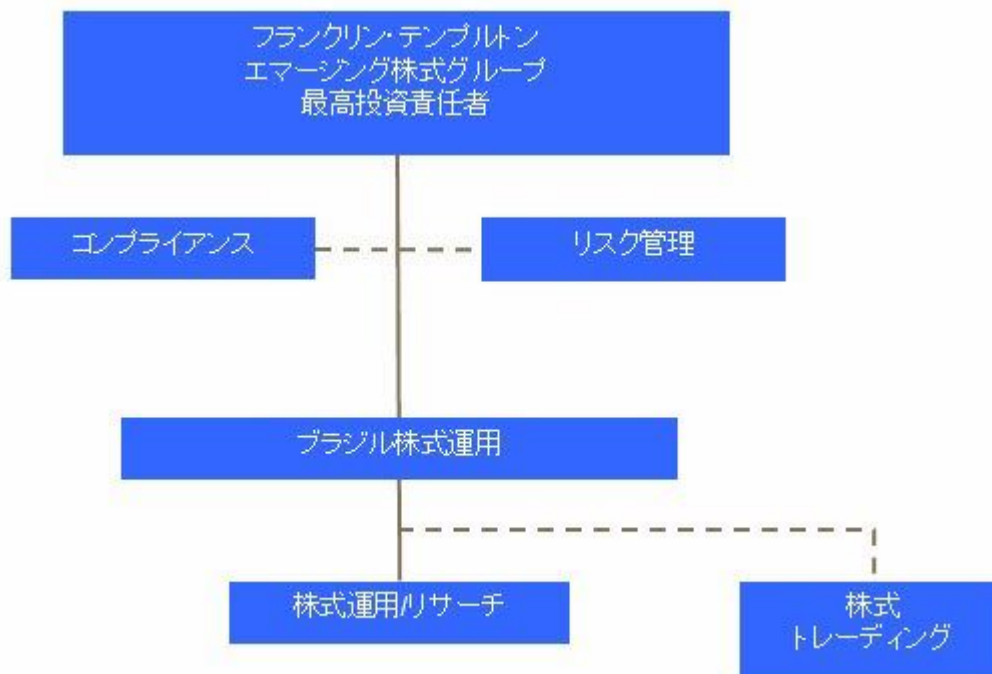 フランクリン・テンプルトン
エマージング株式グループ
最高投資責任者
コンプライアンス
リスク管理
ブラジル株式運用
株式運用/リサーチ
株式
トレーディング